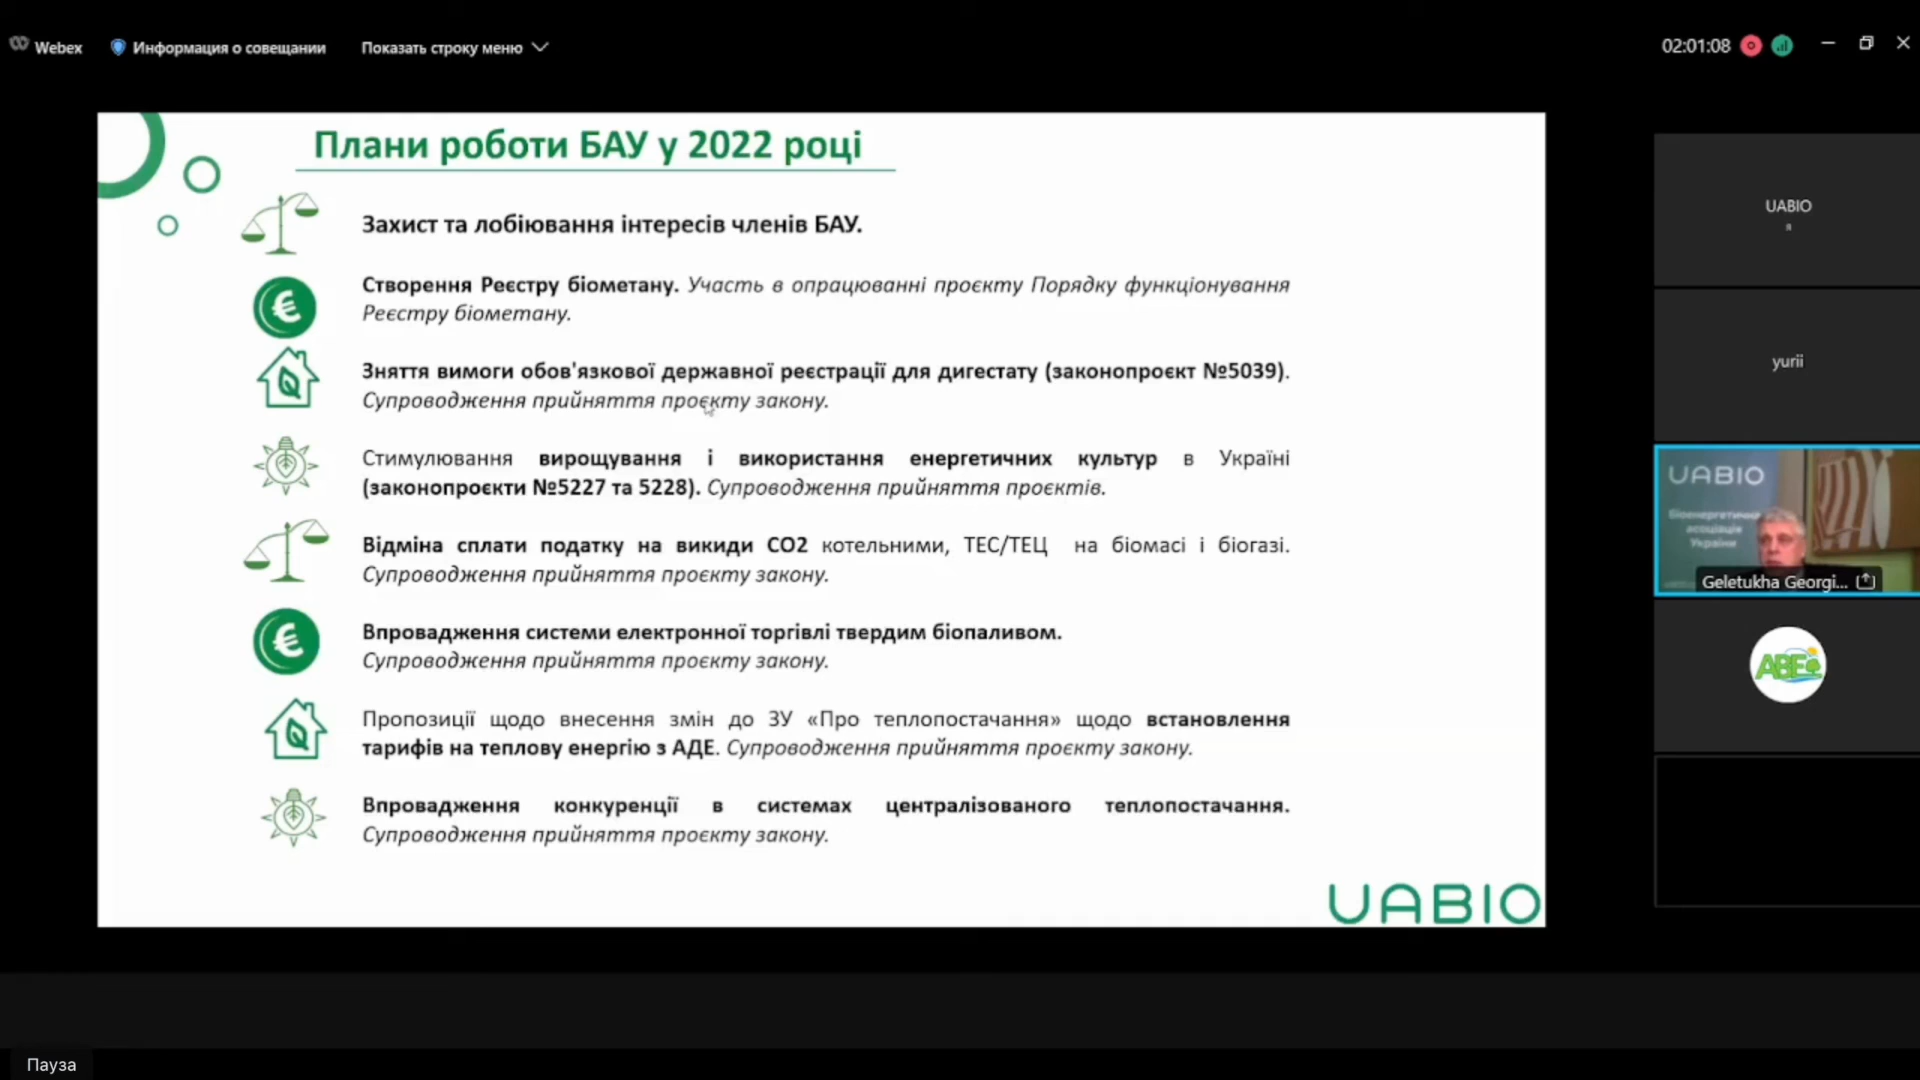 Webex
Информация о совещании
Показать строку меню
02:01:08
Плани роботи БАУ у 2022 році
Захист та лобіювання інтересів членів БАУ.
Створення Реєстру біометану. Участь в опрацюванні проєкту Порядку функціонування
Реєстру біометану.
Зняття вимоги обов'язкової державної реєстрації для дигестату (законопроєкт №5039).
Супроводження прийняття проєкту закону.
Стимулювання вирощування і використання енергетичних культур в Україні
(законопроєкти №5227 та 5228). Супроводження прийняття проєктів.
Відміна сплати податку на викиди СО2 котельними, ТЕС/ТЕЦ на біомасі і біогазі.
Супроводження прийняття проєкту закону.
Впровадження системи електронної торгівлі твердим біопаливом.
Супроводження прийняття проєкту закону.
Пропозиції щодо внесення змін до ЗУ «Про теплопостачання» щодо встановлення
тарифів на теплову енергію з АДЕ. Супроводження прийняття проєкту закону.
Впровадження конкуренції в системах централізованого теплопостачання.
Супроводження прийняття проєкту закону.
UABIO
UABIO
я
yurii
UABIO
Біоенергетична
асоціація
України
Geletukha Georgi...
ABE
Пауза